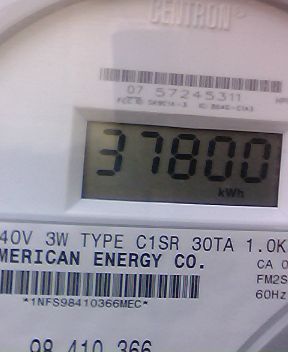 CENTRON®
07 57245311
37800
kWh
40V 3W TYPE C1SR 30TA 1.0K
MERICAN ENERGY CO.
CA 0
FM2S
60Hz
*1NFS98410366MEC*
98 410 366